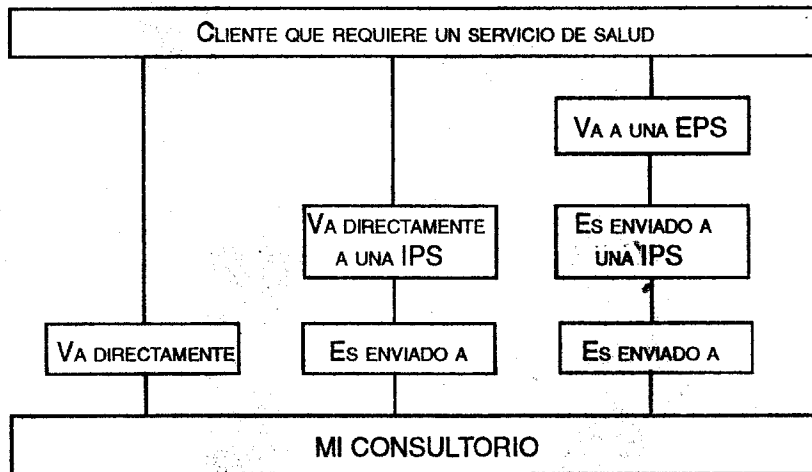 CLIENTE QUE REQUIERE UN SERVICIO DE SALUD
VA A UNA EPS
VA DIRECTAMENTE
A UNA IPS
ES ENVIADO A
UNA IPS
VA DIRECTAMENTE
ES ENVIADO A
ES ENVIADO A
MI CONSULTORIO